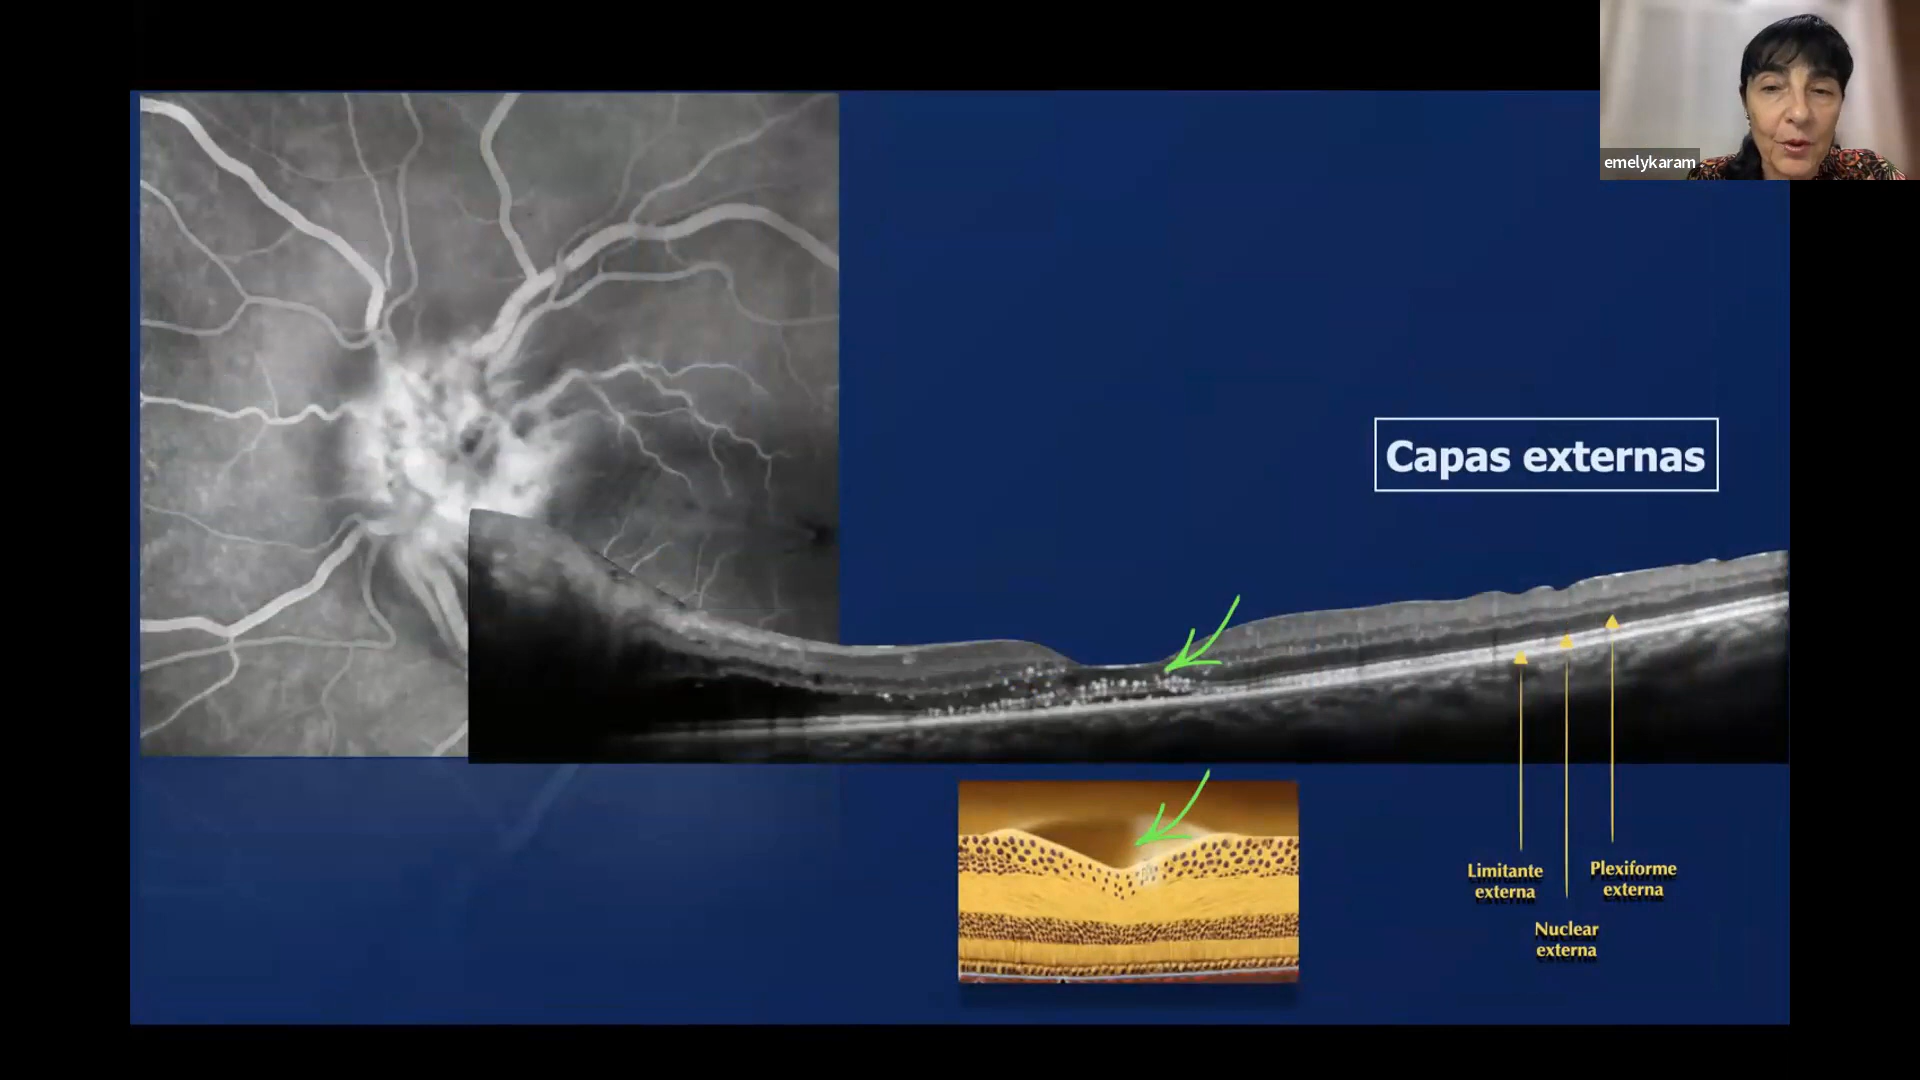 emelykaram
Capas externas
Limitante
externa
Plexiforme
externa
Nuclear
externa